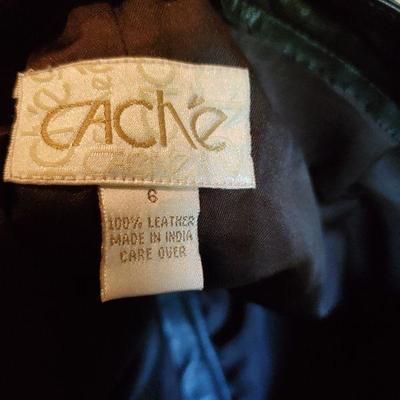 CAChé
6
100% LEATHER
MADE IN INDIA
CARE OVER